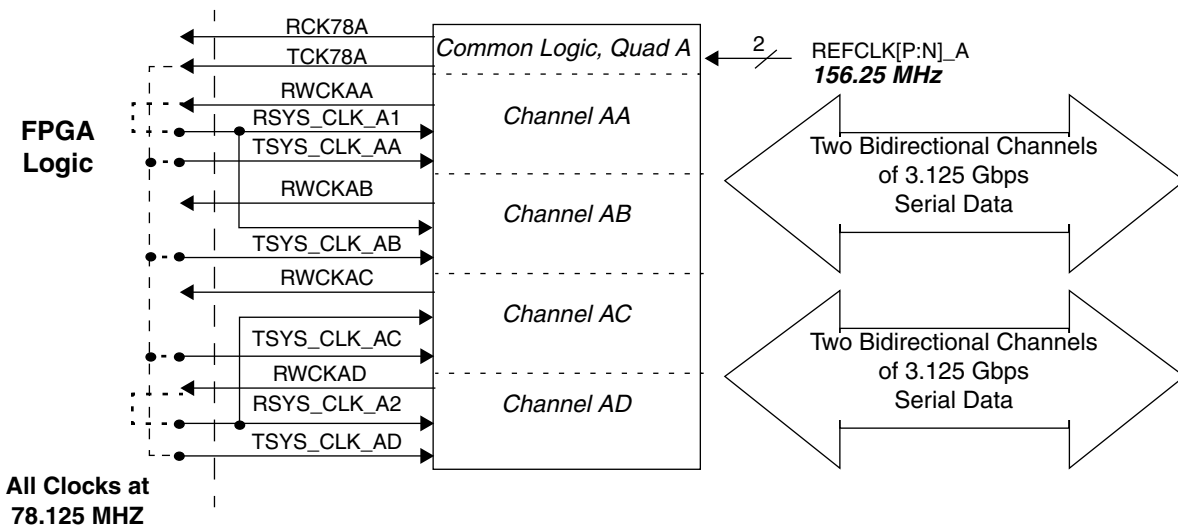 RCK78A
TCK78A
RWCKAA
RSYS_CLK_A1
TSYS_CLK_AA
RWCKAB
TSYS_CLK_AB
RWCKAC
TSYS_CLK_AC
RWCKAD
RSYS_CLK_A2
TSYS_CLK_AD
FPGA
Logic
All Clocks at
78.125 MHZ
Common Logic, Quad A
Channel AA
Channel AB
Channel AC
Channel AD
2
REFCLK[P:N]_A
156.25 MHz
Two Bidirectional Channels
of 3.125 Gbps
Serial Data
Two Bidirectional Channels
of 3.125 Gbps
Serial Data